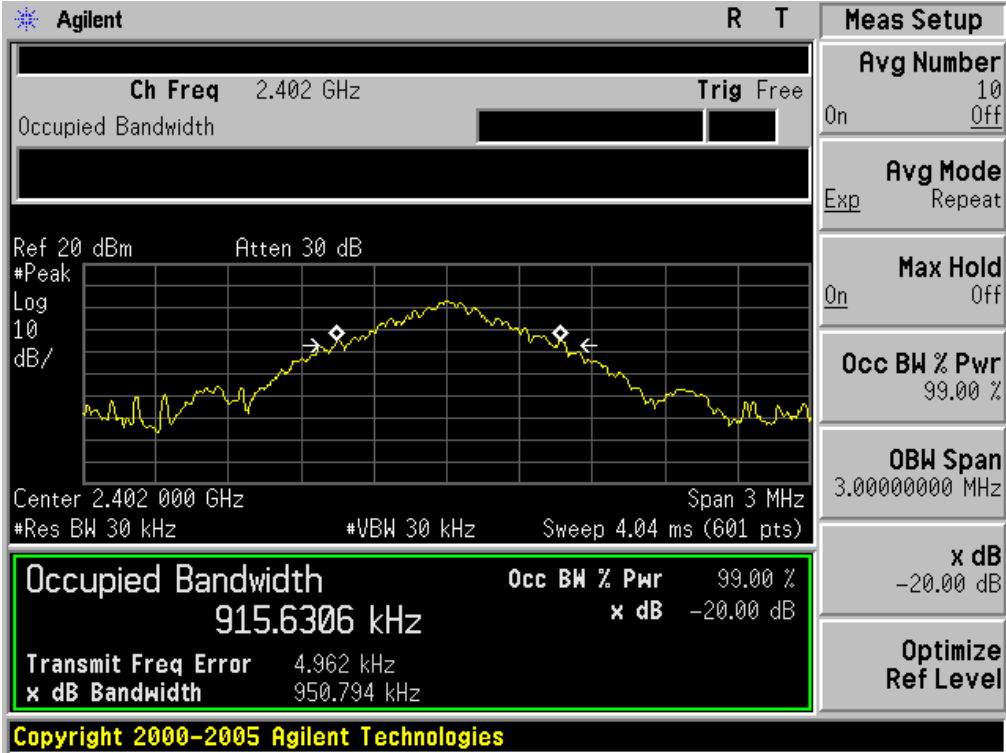 Agilent R T
Ch Freq 2.402 GHz Trig Free
Occupied Bandwidth
Ref 20 dBm Atten 30 dB
#Peak
Log
10
dB/
Center 2.402 000 GHz Span 3 MHz
#Res BW 30 kHz #VBW 30 kHz Sweep 4.04 ms (601 pts)
Occupied Bandwidth Occ BW % Pwr 99.00 %
915.6306 kHz x dB -20.00 dB
Transmit Freq Error 4.962 kHz
x dB Bandwidth 950.794 kHz
Copyright 2000-2005 Agilent Technologies
Meas Setup
Avg Number
10
On Off
Avg Mode
Exp Repeat
Max Hold
On Off
Occ BW % Pwr
99.00 %
OBW Span
3.00000000 MHz
x dB
-20.00 dB
Optimize
Ref Level